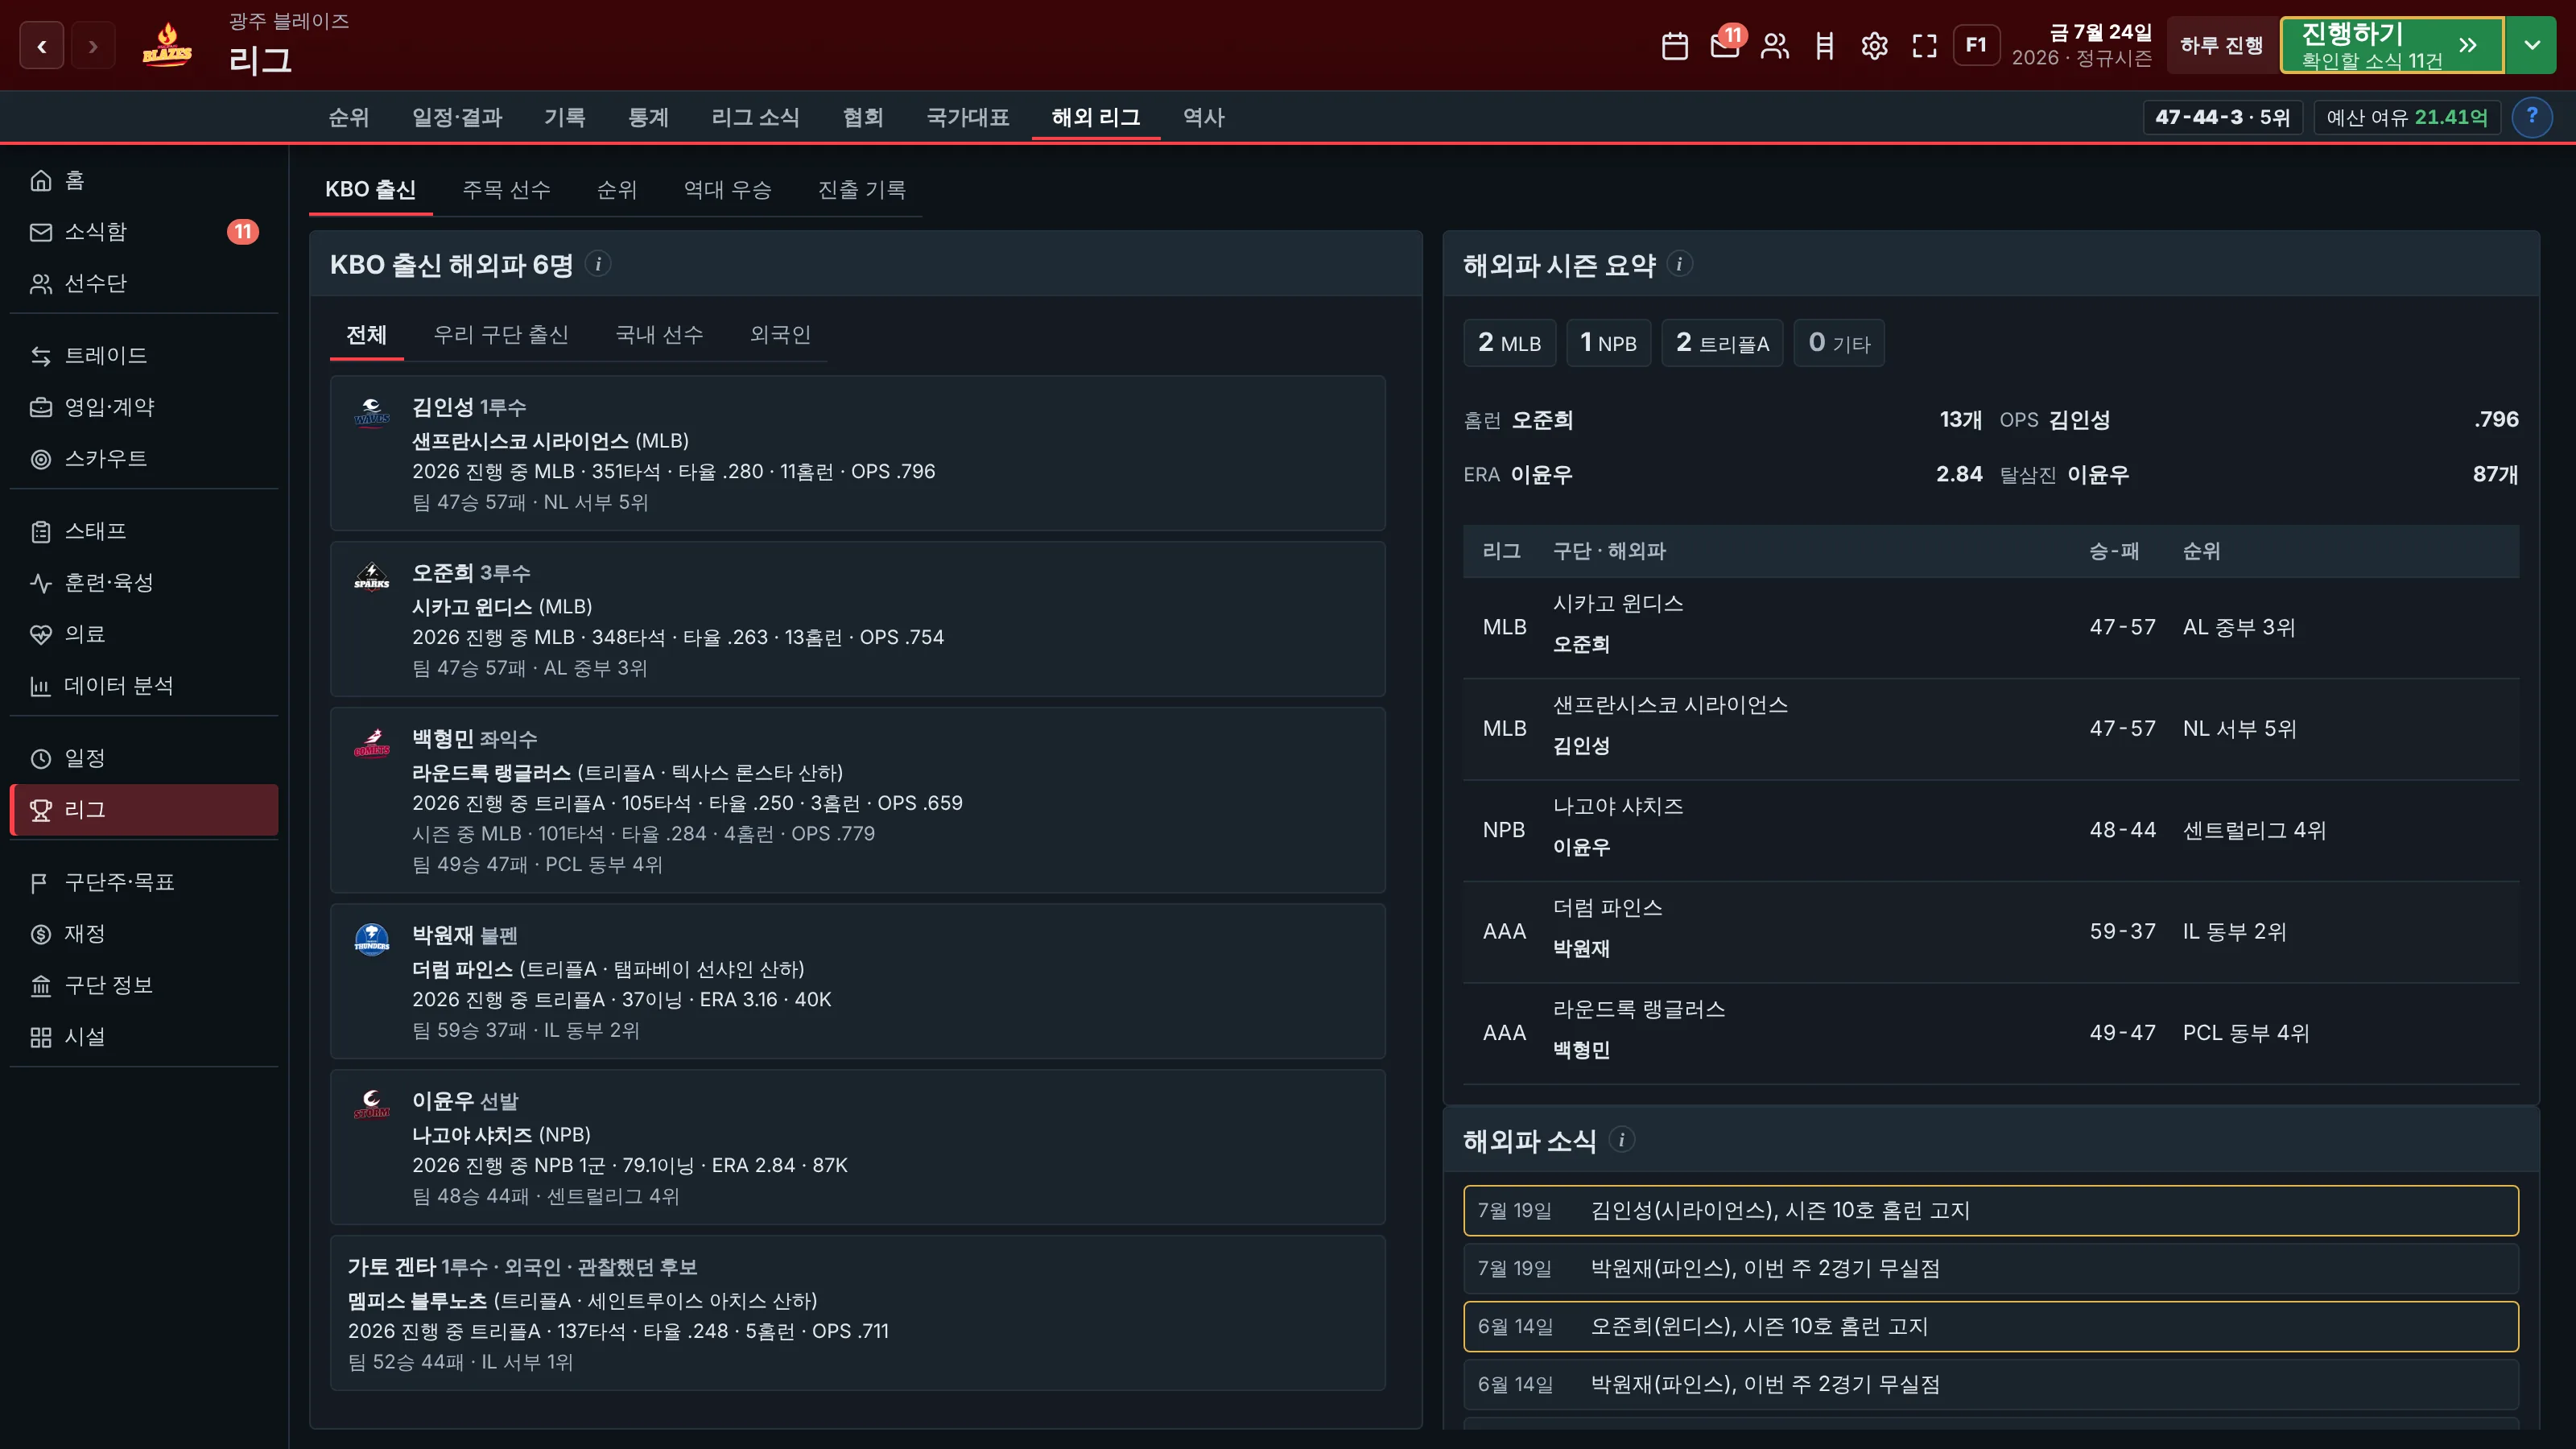 광주 블레이즈
리그
BLAZES
11
F1
금 7월 24일
2026 · 정규시즌
하루 진행
진행하기
확인할 소식 11건
순위 일정·결과 기록 통계 리그 소식 협회 국가대표 해외 리그 역사
47-44-3 · 5위
예산 여유 21.41억
?
홈
소식함 11
선수단
트레이드
영입·계약
스카우트
스태프
훈련·육성
의료
데이터 분석
일정
리그
구단주·목표
재정
구단 정보
시설
KBO 출신 주목 선수 순위 역대 우승 진출 기록
KBO 출신 해외파 6명 i
전체 우리 구단 출신 국내 선수 외국인
WAVES
김인성 1루수
샌프란시스코 시라이언스 (MLB)
2026 진행 중 MLB · 351타석 · 타율 .280 · 11홈런 · OPS .796
팀 47승 57패 · NL 서부 5위
SPARKS
오준희 3루수
시카고 윈디스 (MLB)
2026 진행 중 MLB · 348타석 · 타율 .263 · 13홈런 · OPS .754
팀 47승 57패 · AL 중부 3위
COMETS
백형민 좌익수
라운드록 랭글러스 (트리플A · 텍사스 론스타 산하)
2026 진행 중 트리플A · 105타석 · 타율 .250 · 3홈런 · OPS .659
시즌 중 MLB · 101타석 · 타율 .284 · 4홈런 · OPS .779
팀 49승 47패 · PCL 동부 4위
THUNDERS
박원재 불펜
더럼 파인스 (트리플A · 탬파베이 선샤인 산하)
2026 진행 중 트리플A · 37이닝 · ERA 3.16 · 40K
팀 59승 37패 · IL 동부 2위
STORM
이윤우 선발
나고야 샤치즈 (NPB)
2026 진행 중 NPB 1군 · 79.1이닝 · ERA 2.84 · 87K
팀 48승 44패 · 센트럴리그 4위
가토 겐타 1루수 · 외국인 · 관찰했던 후보
멤피스 블루노츠 (트리플A · 세인트루이스 아치스 산하)
2026 진행 중 트리플A · 137타석 · 타율 .248 · 5홈런 · OPS .711
팀 52승 44패 · IL 서부 1위
해외파 시즌 요약 i
2 MLB 1 NPB 2 트리플A 0 기타
홈런 오준희 13개 OPS 김인성 .796
ERA 이윤우 2.84 탈삼진 이윤우 87개
리그 구단 · 해외파 승-패 순위
시카고 윈디스
MLB 47-57 AL 중부 3위
오준희
샌프란시스코 시라이언스
MLB 47-57 NL 서부 5위
김인성
나고야 샤치즈
NPB 48-44 센트럴리그 4위
이윤우
더럼 파인스
AAA 59-37 IL 동부 2위
박원재
라운드록 랭글러스
AAA 49-47 PCL 동부 4위
백형민
해외파 소식 i
7월 19일 김인성(시라이언스), 시즌 10호 홈런 고지
7월 19일 박원재(파인스), 이번 주 2경기 무실점
6월 14일 오준희(윈디스), 시즌 10호 홈런 고지
6월 14일 박원재(파인스), 이번 주 2경기 무실점